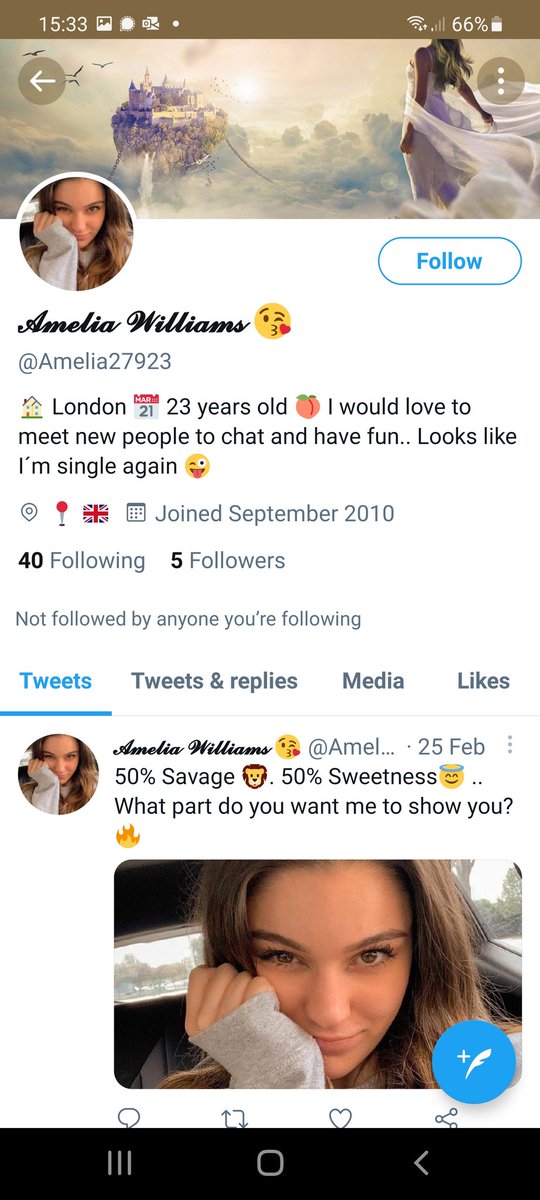 15:33 66%
Follow
𝓐𝓶𝓮𝓵𝓲𝓪 𝓦𝓲𝓵𝓵𝓲𝓪𝓶𝓼 😘
@Amelia27923
🏡 London 📆 23 years old 🍑 I would love to
meet new people to chat and have fun.. Looks like
I´m single again 😜
📍 🇬🇧 Joined September 2010
40 Following 5 Followers
Not followed by anyone you’re following
Tweets Tweets & replies Media Likes
𝓐𝓶𝓮𝓵𝓲𝓪 𝓦𝓲𝓵𝓵𝓲𝓪𝓶𝓼 😘 @Amel... · 25 Feb
50% Savage 🦁. 50% Sweetness😇 ..
What part do you want me to show you?
🔥